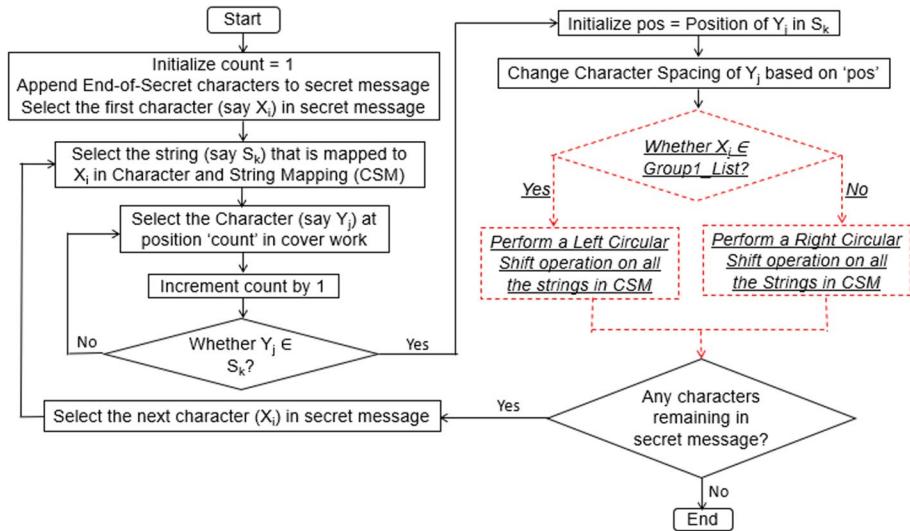 Start
Initialize count = 1
Append End-of-Secret characters to secret message
Select the first character (say Xi) in secret message
Select the string (say Sk) that is mapped to
Xi in Character and String Mapping (CSM)
Select the Character (say Yj) at
position ‘count’ in cover work
Increment count by 1
Whether Yj ∈
Sk?
No
Yes
Initialize pos = Position of Yj in Sk
Change Character Spacing of Yj based on ‘pos’
Whether Xi ∈
Group1_List?
Yes
No
Perform a Left Circular
Shift operation on all
the strings in CSM
Perform a Right Circular
Shift operation on all
the Strings in CSM
Any characters
remaining in
secret message?
Yes
Select the next character (Xi) in secret message
No
End